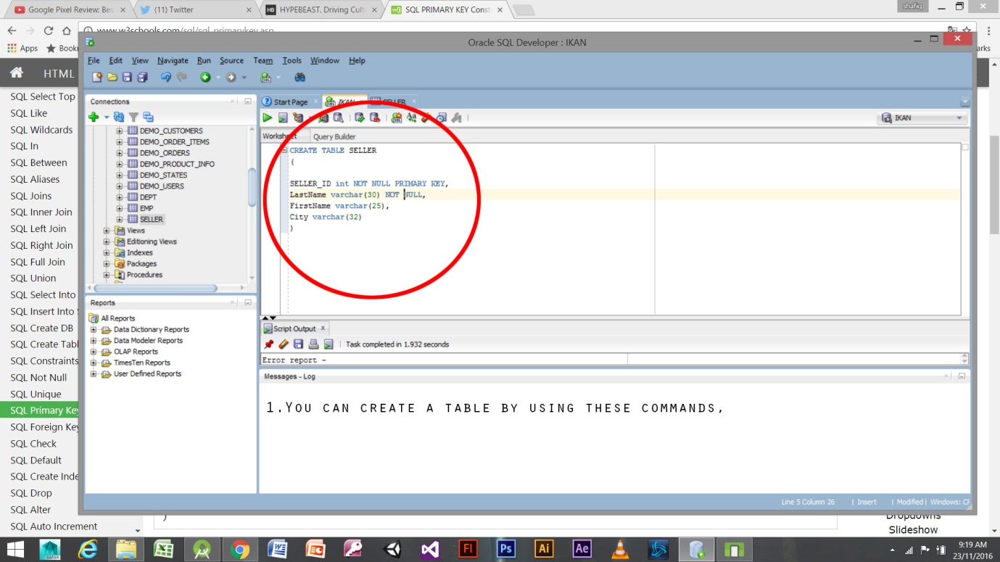 Google Pixel Review: Bes
(11) Twitter
HYPEBEAST. Driving Cult
SQL PRIMARY KEY Const
shafiq
www.w3schools.com/sql/sql_primarykey.asp
Apps
Book
arks
Oracle SQL Developer : IKAN
File Edit View Navigate Run Source Team Tools Window Help
HTML
SQL Select Top
SQL Like
SQL Wildcards
SQL In
SQL Between
SQL Aliases
SQL Joins
SQL Inner Join
SQL Left Join
SQL Right Join
SQL Full Join
SQL Union
SQL Select Into
SQL Insert Into S
SQL Create DB
SQL Create Tabl
SQL Constraints
SQL Not Null
SQL Unique
SQL Primary Key
SQL Foreign Key
SQL Check
SQL Default
SQL Create Inde
SQL Drop
SQL Alter
SQL Auto Increment
Connections
DEMO_CUSTOMERS
DEMO_ORDER_ITEMS
DEMO_ORDERS
DEMO_PRODUCT_INFO
DEMO_STATES
DEMO_USERS
DEPT
EMP
SELLER
Views
Editioning Views
Indexes
Packages
Procedures
Reports
All Reports
Data Dictionary Reports
Data Modeler Reports
OLAP Reports
TimesTen Reports
User Defined Reports
Start Page IKAN SELLER
IKAN
Worksheet Query Builder
CREATE TABLE SELLER
(
SELLER_ID int NOT NULL PRIMARY KEY,
LastName varchar(30) NOT NULL,
FirstName varchar(25),
City varchar(32)
)
Script Output
Task completed in 1.932 seconds
Error report -
Messages - Log
1.You can create a table by using these commands,
Line 5 Column 26 | Insert | Modified | Windows: Cl
)
Dropdowns
Slideshow
MAYA
Fl Ps Ai Ae
9:19 AM
23/11/2016